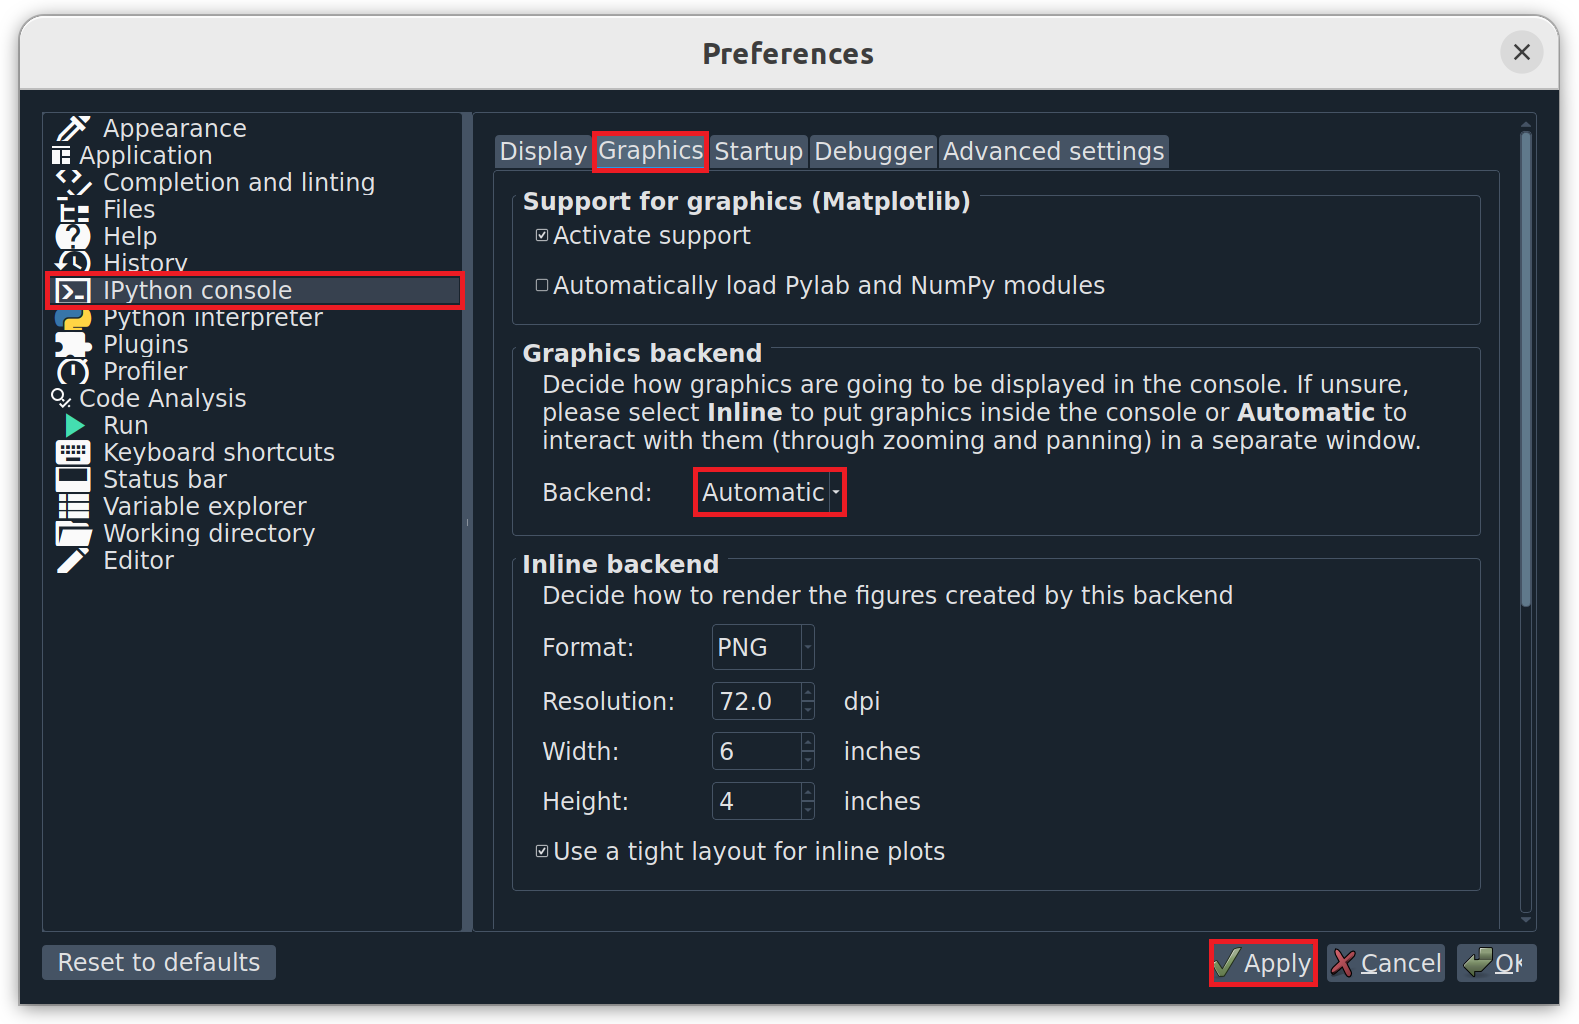 Preferences
Appearance
Application
Completion and linting
Files
Help
History
IPython console
Python interpreter
Plugins
Profiler
Code Analysis
Run
Keyboard shortcuts
Status bar
Variable explorer
Working directory
Editor
Display Graphics Startup Debugger Advanced settings
Support for graphics (Matplotlib)
Activate support
Automatically load Pylab and NumPy modules
Graphics backend
Decide how graphics are going to be displayed in the console. If unsure,
please select Inline to put graphics inside the console or Automatic to
interact with them (through zooming and panning) in a separate window.
Backend: Automatic
Inline backend
Decide how to render the figures created by this backend
Format: PNG
Resolution: 72.0 dpi
Width: 6 inches
Height: 4 inches
Use a tight layout for inline plots
Reset to defaults Apply Cancel OK